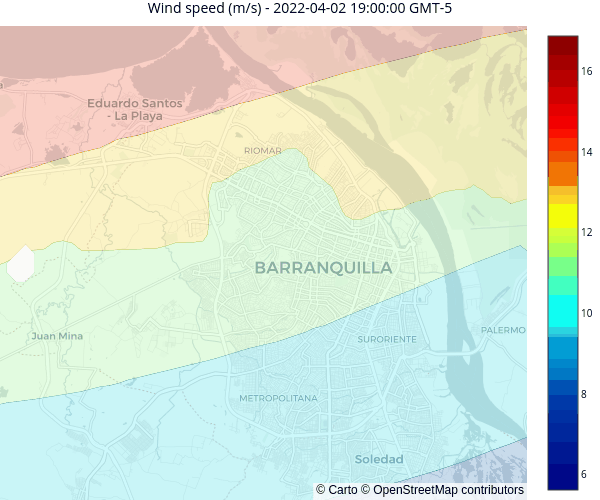 Wind speed (m/s) - 2022-04-02 19:00:00 GMT-5
Eduardo Santos
- La Playa
RIOMAR
BARRANQUILLA
Juan Mina
SURORIENTE
PALERMO
METROPOLITANA
Soledad
© Carto © OpenStreetMap contributors
16
14
12
10
8
6